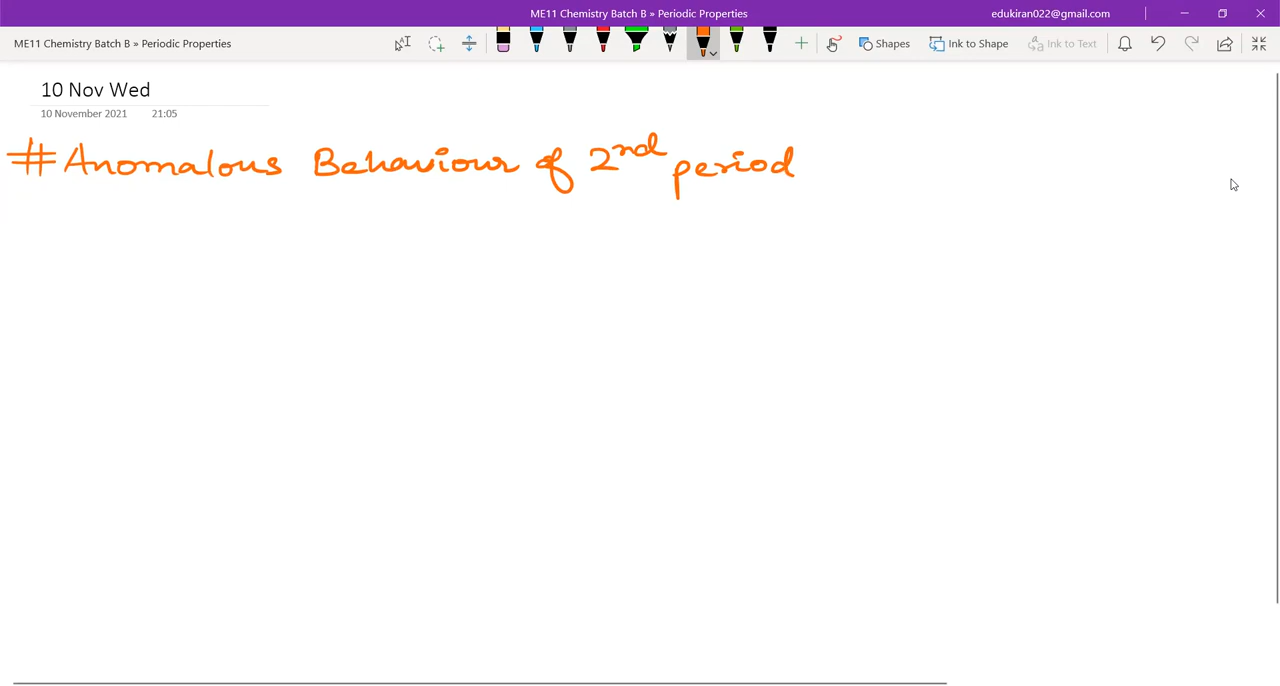 ME11 Chemistry Batch B » Periodic Properties
edukiran022@gmail.com
ME11 Chemistry Batch B » Periodic Properties
Shapes
Ink to Shape
Ink to Text
10 Nov Wed
10 November 2021 21:05
# Anomalous Behaviour of 2nd period